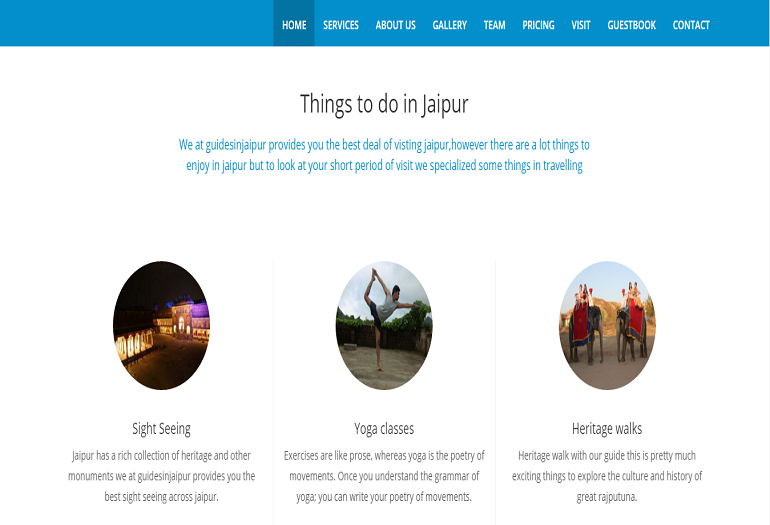 HOME SERVICES ABOUT US GALLERY TEAM PRICING VISIT GUESTBOOK CONTACT
Things to do in Jaipur
We at guidesinjaipur provides you the best deal of visting jaipur,however there are a lot things to
enjoy in jaipur but to look at your short period of visit we specialized some things in travelling
Sight Seeing
Jaipur has a rich collection of heritage and other
monuments we at guidesinjaipur provides you the
best sight seeing across jaipur.
Yoga classes
Exercises are like prose, whereas yoga is the poetry of
movements. Once you understand the grammar of
yoga; you can write your poetry of movements.
Heritage walks
Heritage walk with our guide this is pretty much
exciting things to explore the culture and history of
great rajputuna.